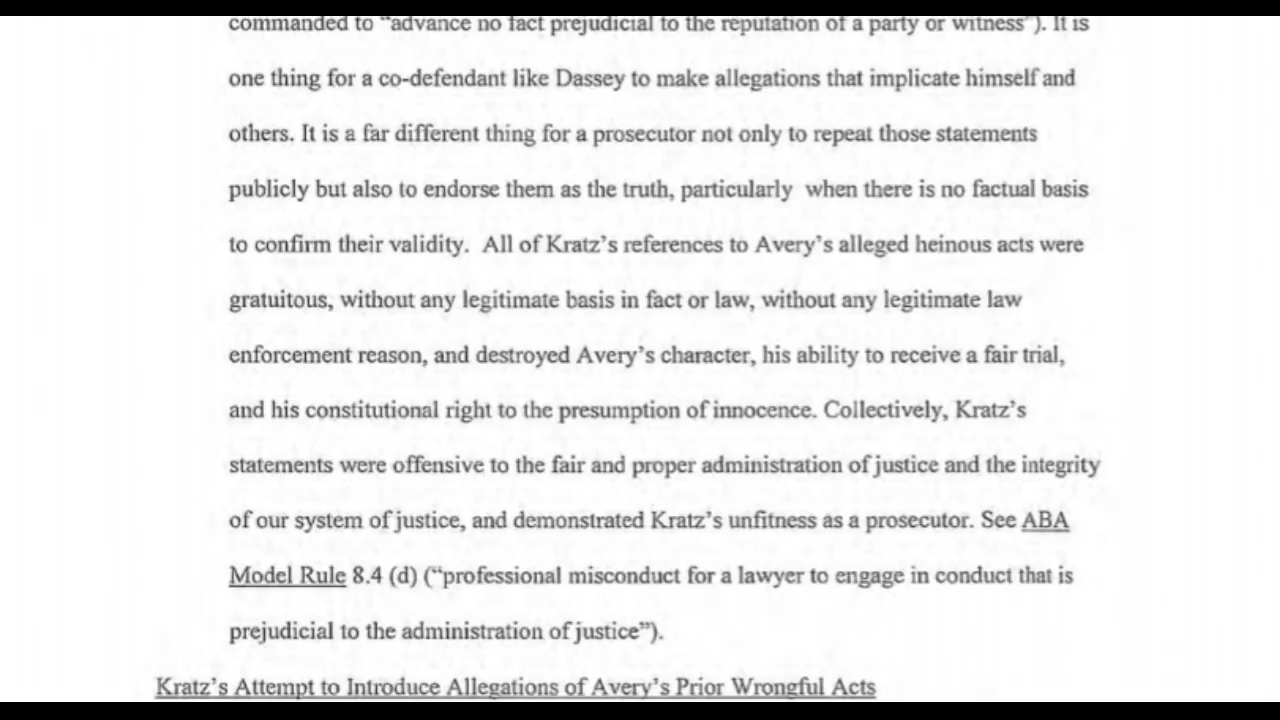 commanded to “advance no fact prejudicial to the reputation of a party or witness”). It is
one thing for a co-defendant like Dassey to make allegations that implicate himself and
others. It is a far different thing for a prosecutor not only to repeat those statements
publicly but also to endorse them as the truth, particularly  when there is no factual basis
to confirm their validity.  All of Kratz’s references to Avery’s alleged heinous acts were
gratuitous, without any legitimate basis in fact or law, without any legitimate law
enforcement reason, and destroyed Avery’s character, his ability to receive a fair trial,
and his constitutional right to the presumption of innocence. Collectively, Kratz’s
statements were offensive to the fair and proper administration of justice and the integrity
of our system of justice, and demonstrated Kratz’s unfitness as a prosecutor. See ABA
Model Rule 8.4 (d) (“professional misconduct for a lawyer to engage in conduct that is
prejudicial to the administration of justice”).
Kratz’s Attempt to Introduce Allegations of Avery’s Prior Wrongful Acts